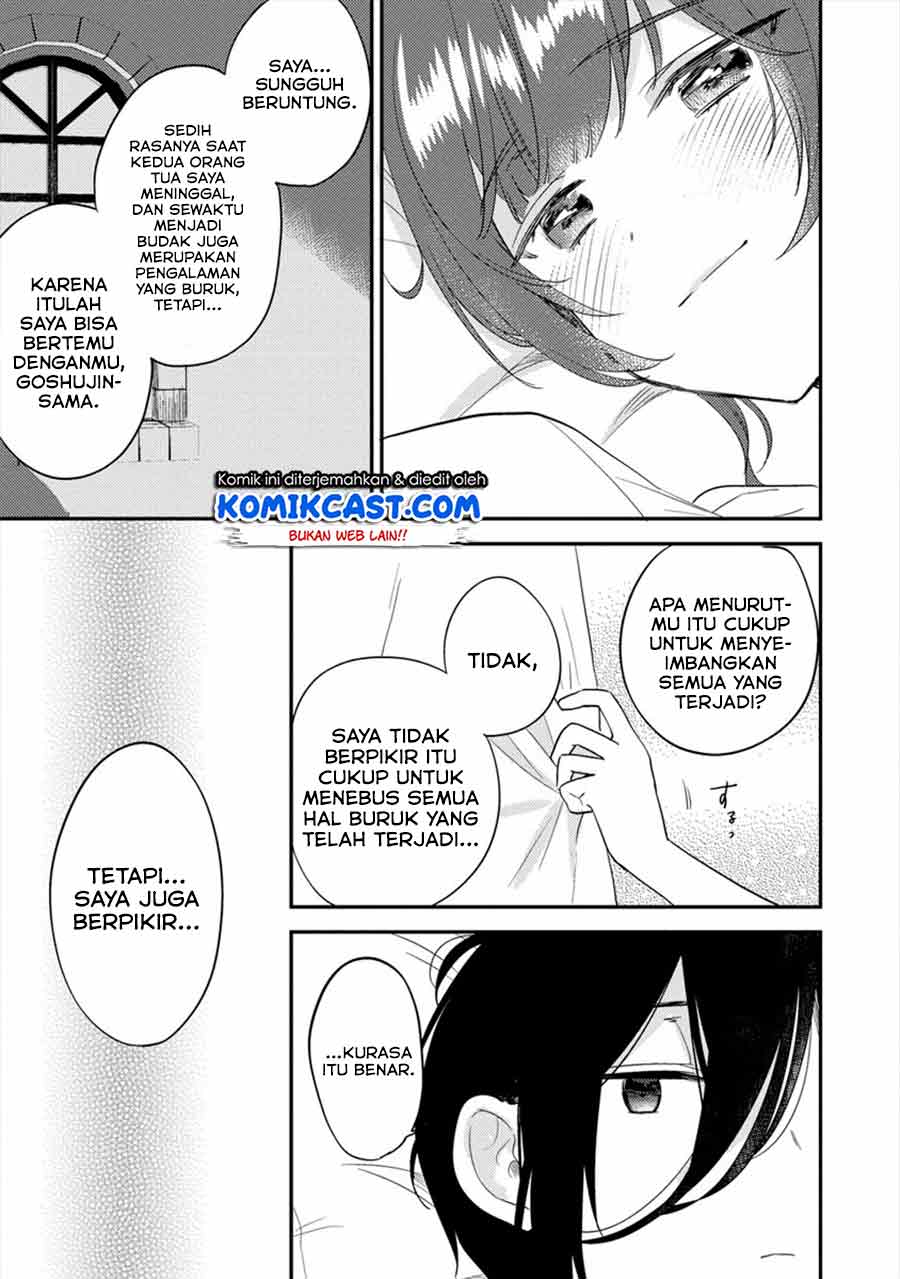 SAYA...
SUNGGUH
BERUNTUNG.
SEDIH
RASANYA SAAT
KEDUA ORANG
TUA SAYA
MENINGGAL,
DAN SEWAKTU
MENJADI
BUDAK JUGA
MERUPAKAN
PENGALAMAN
YANG BURUK,
TETAPI...
KARENA
ITULAH
SAYA BISA
BERTEMU
DENGANMU,
GOSHUJIN-
SAMA.
Komik ini diterjemahkan & diedit oleh
KOMIKCAST.COM
BUKAN WEB LAIN!!
APA MENURUT-
MU ITU CUKUP
UNTUK MENYE-
IMBANGKAN
SEMUA YANG
TERJADI?
するっ
TIDAK,
SAYA TIDAK
BERPIKIR ITU
CUKUP UNTUK
MENEBUS SEMUA
HAL BURUK YANG
TELAH TERJADI...
...KURASA
ITU BENAR.
TETAPI...
SAYA JUGA
BERPIKIR...